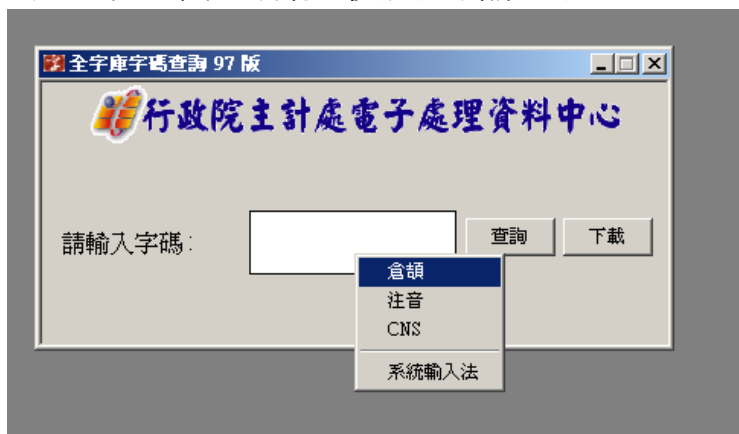 全字庫字碼查詢 97 版
行政院主計處電子處理資料中心
請輸入字碼:
查詢
下載
倉頡
注音
CNS
系統輸入法